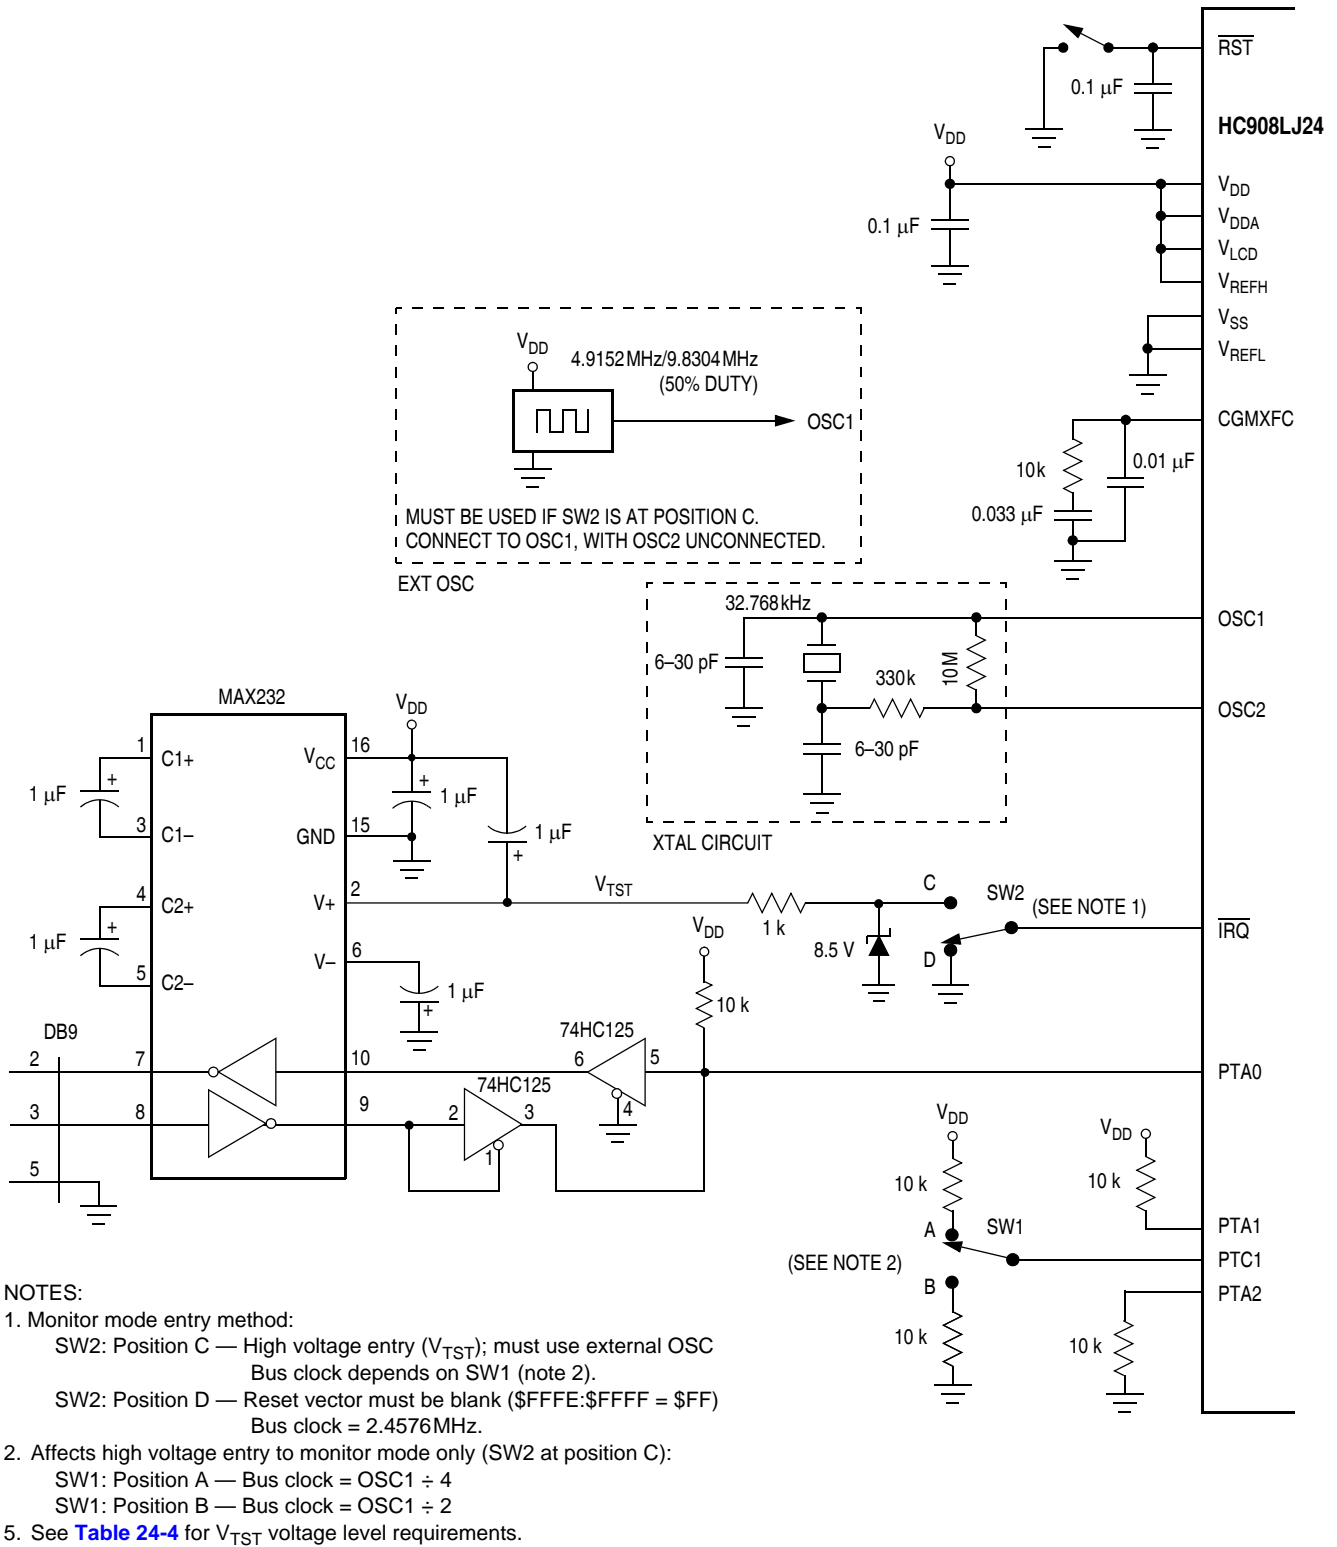 RST
0.1 µF
HC908LJ24
VDD
VDD
0.1 µF
VDDA
VLCD
VREFH
VSS
VREFL
VDD
4.9152MHz/9.8304MHz
(50% DUTY)
OSC1
MUST BE USED IF SW2 IS AT POSITION C.
CONNECT TO OSC1, WITH OSC2 UNCONNECTED.
EXT OSC
CGMXFC
10k
0.01 µF
0.033 µF
32.768kHz
OSC1
6–30 pF
10M
330k
OSC2
6–30 pF
XTAL CIRCUIT
MAX232
VDD
1
C1+
VCC
16
1 µF
+
+
1 µF
3
C1–
GND
15
1 µF
+
4
C2+
V+
2
VTST
1 k
C
SW2
(SEE NOTE 1)
IRQ
1 µF
+
5
C2–
V–
6
1 µF
+
VDD
8.5 V
D
10 k
DB9
74HC125
2
7
10
6
5
4
PTA0
74HC125
3
8
9
2
3
1
5
VDD
VDD
10 k
10 k
A
SW1
PTA1
(SEE NOTE 2)
PTC1
B
PTA2
10 k
10 k
NOTES:
1. Monitor mode entry method:
SW2: Position C — High voltage entry (VTST); must use external OSC
Bus clock depends on SW1 (note 2).
SW2: Position D — Reset vector must be blank ($FFFE:$FFFF = $FF)
Bus clock = 2.4576MHz.
2. Affects high voltage entry to monitor mode only (SW2 at position C):
SW1: Position A — Bus clock = OSC1 ÷ 4
SW1: Position B — Bus clock = OSC1 ÷ 2
5. See Table 24-4 for VTST voltage level requirements.